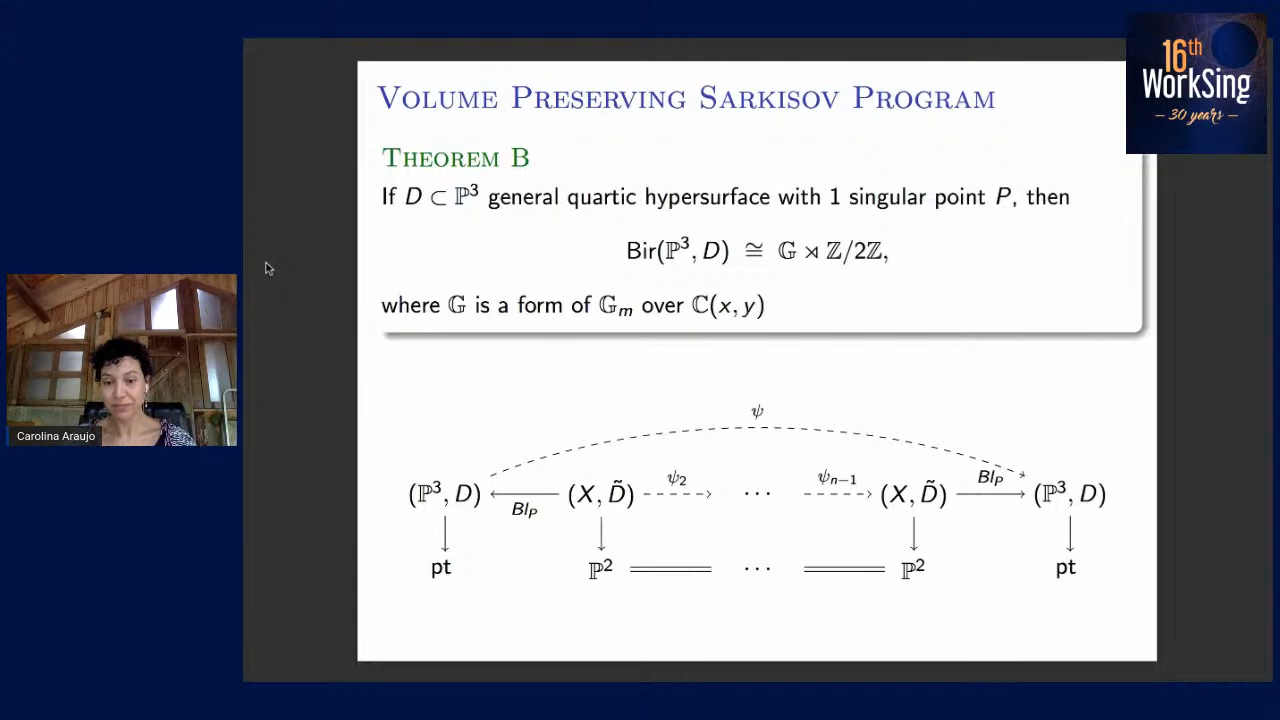 16th
WorkSing
– 30 years –
VOLUME PRESERVING SARKISOV PROGRAM
THEOREM B
If D ⊂ ℙ³ general quartic hypersurface with 1 singular point P, then
Bir(ℙ³, D) ≅ 𝔾 ⋊ ℤ/2ℤ,
where 𝔾 is a form of 𝔾ₘ over ℂ(x, y)
ψ
(ℙ³, D) Bl_P (X, D̃) ψ₂ ⋯ ψₙ₋₁ (X, D̃) Bl_P (ℙ³, D)
pt ℙ² ⋯ ℙ² pt
Carolina Araujo